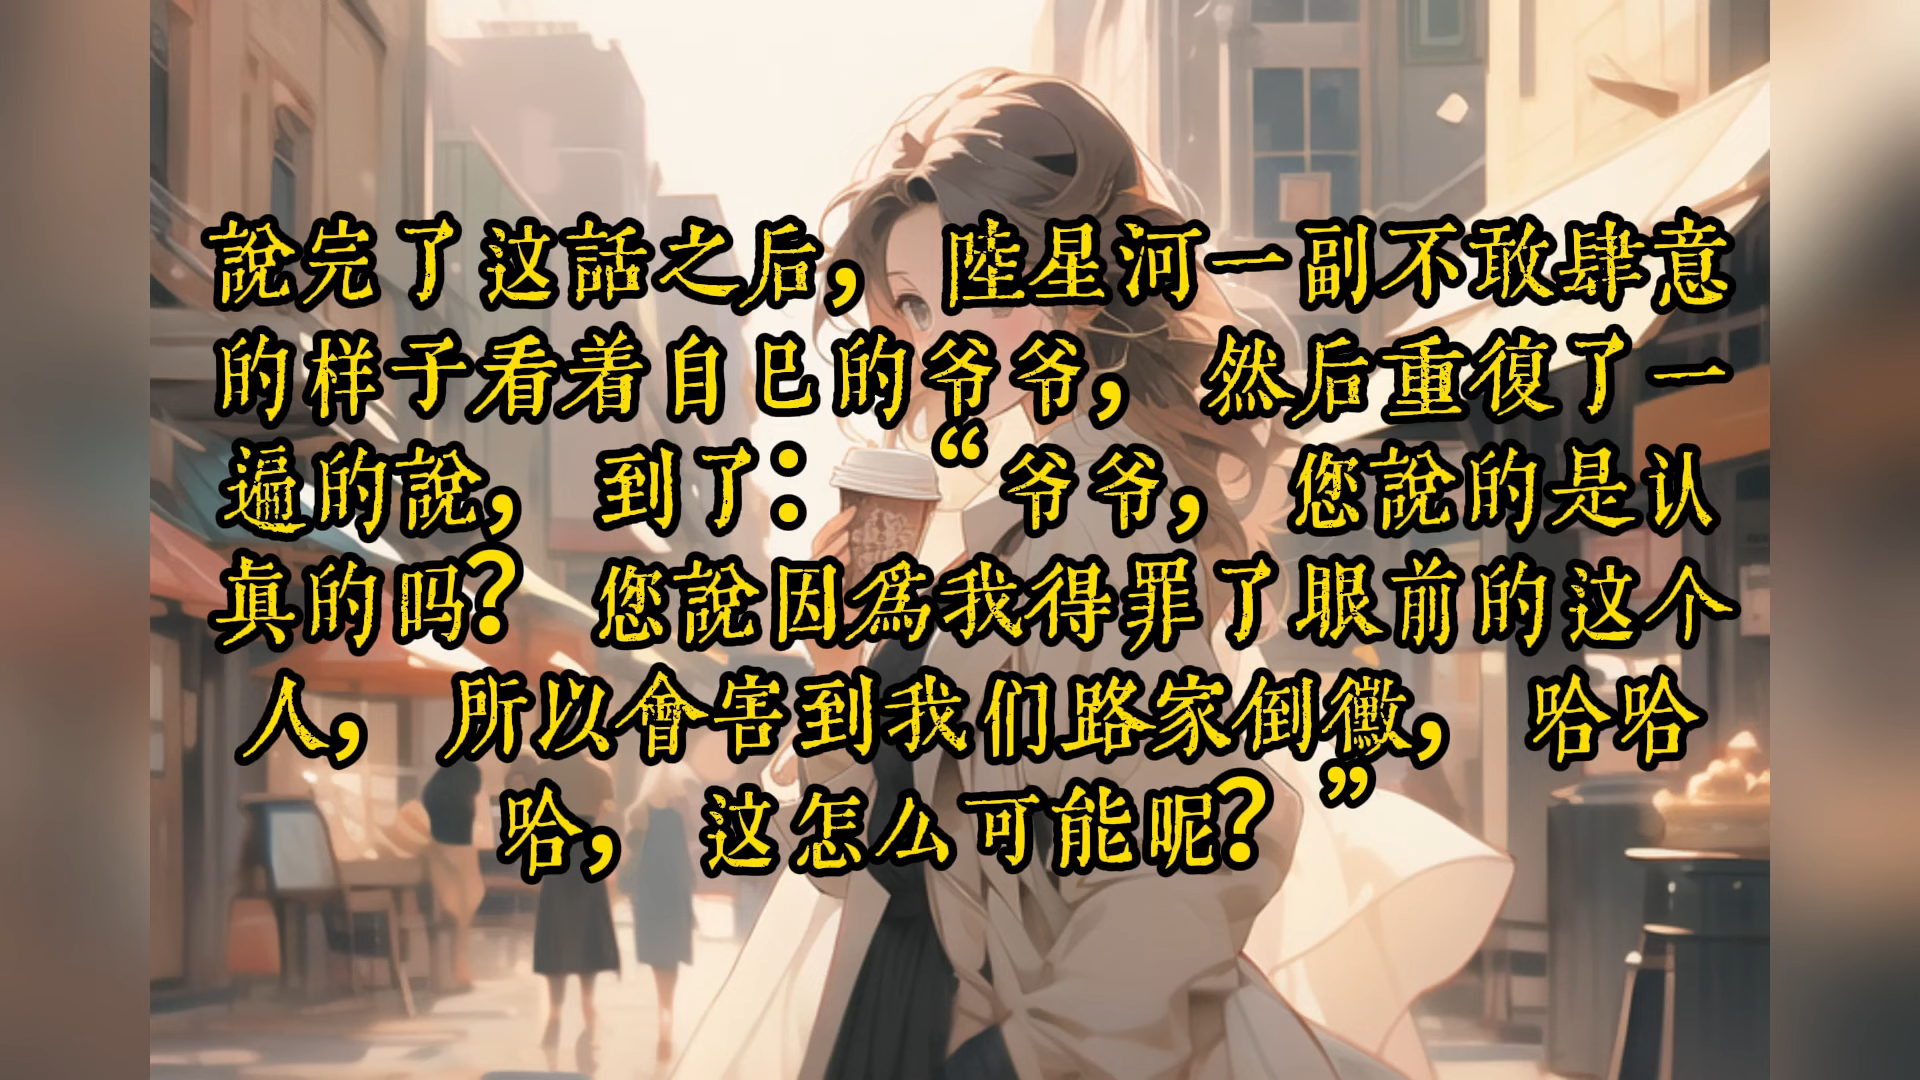 說完了这話之后，陸星河一副不敢肆意
的样子看着自已的爷爷，然后重復了一
遍的說，到了：“爷爷，您說的是认
真的吗？您說因爲我得罪了眼前的这个
人，所以會害到我们路家倒黴，哈哈
哈，这怎么可能呢？”